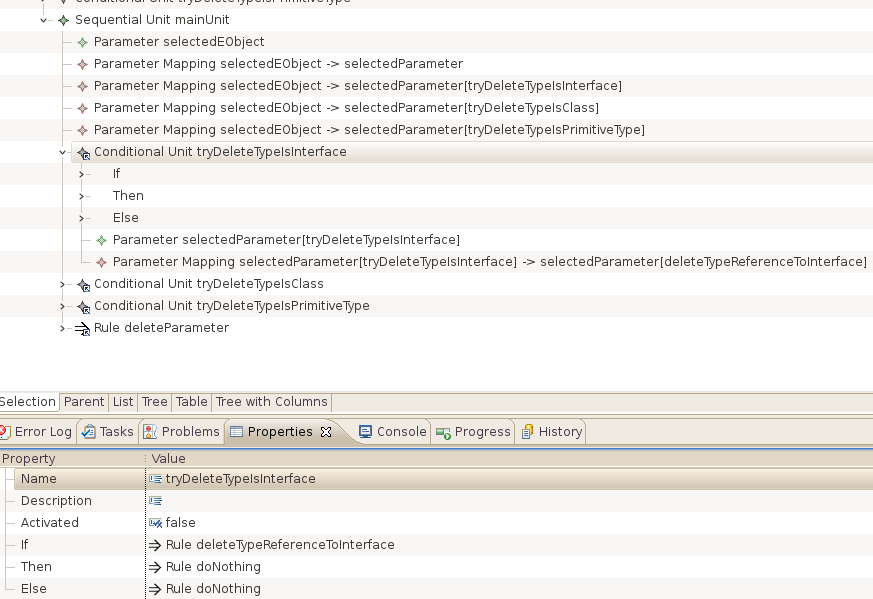 Conditional Unit tryDeleteTypeIsPrimitiveType
Sequential Unit mainUnit
Parameter selectedEObject
Parameter Mapping selectedEObject -> selectedParameter
Parameter Mapping selectedEObject -> selectedParameter[tryDeleteTypeIsInterface]
Parameter Mapping selectedEObject -> selectedParameter[tryDeleteTypeIsClass]
Parameter Mapping selectedEObject -> selectedParameter[tryDeleteTypeIsPrimitiveType]
Conditional Unit tryDeleteTypeIsInterface
If
Then
Else
Parameter selectedParameter[tryDeleteTypeIsInterface]
Parameter Mapping selectedParameter[tryDeleteTypeIsInterface] -> selectedParameter[deleteTypeReferenceToInterface]
Conditional Unit tryDeleteTypeIsClass
Conditional Unit tryDeleteTypeIsPrimitiveType
Rule deleteParameter
Selection Parent List Tree Table Tree with Columns
Error Log Tasks Problems Properties Console Progress History
Property Value
Name tryDeleteTypeIsInterface
Description
Activated false
If Rule deleteTypeReferenceToInterface
Then Rule doNothing
Else Rule doNothing